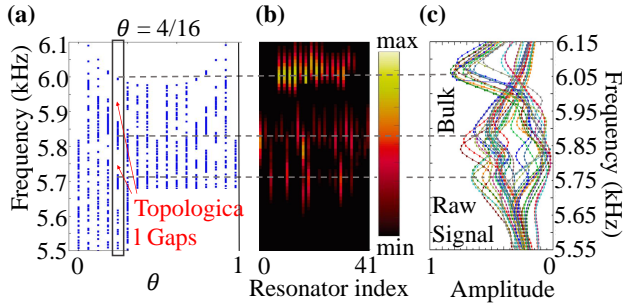 (a)
θ = 4/16
(b)
(c)
Frequency (kHz)
6.1
6.0
5.9
5.8
5.7
5.6
5.5
0
θ
1
Topologica
l Gaps
max
min
0
41
Resonator index
Bulk
Raw
Signal
1
0
Amplitude
6.15
6.05
5.95
5.85
5.75
5.65
5.55
Frequency (kHz)